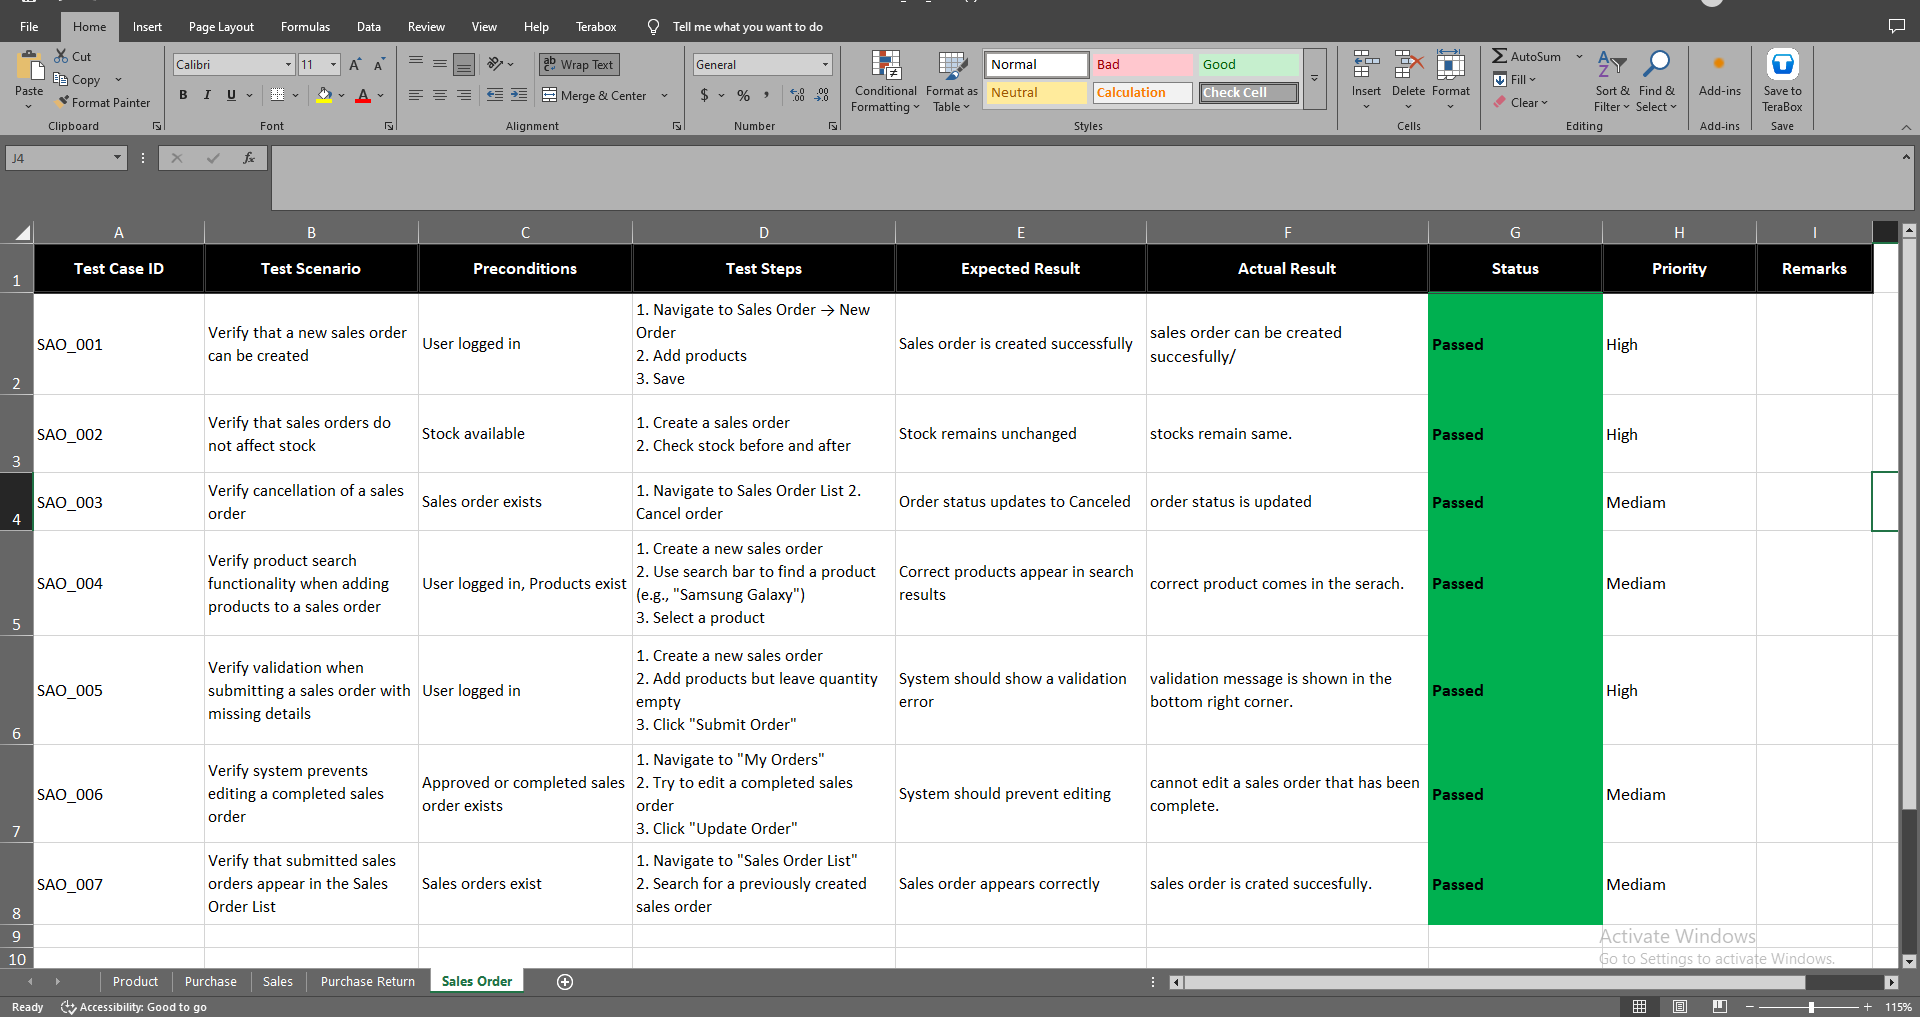 File Home Insert Page Layout Formulas Data Review View Help Terabox Tell me what you want to do
Paste Cut Copy Format Painter Clipboard
Calibri 11 A A B I U A Font
ab Wrap Text Merge & Center Alignment
General $ % , .00 Number
Conditional Formatting Format as Table
Normal Bad Good
Neutral Calculation Check Cell
Styles
Insert Delete Format Cells
AutoSum Fill Clear Sort & Filter Find & Select Editing
Add-ins Add-ins
Save to TeraBox Save
J4 fx
A B C D E F G H I
1 Test Case ID Test Scenario Preconditions Test Steps Expected Result Actual Result Status Priority Remarks
2
SAO_001
Verify that a new sales order
can be created
User logged in
1. Navigate to Sales Order → New
Order
2. Add products
3. Save
Sales order is created successfully
sales order can be created
succesfully/
Passed
High
3
SAO_002
Verify that sales orders do
not affect stock
Stock available
1. Create a sales order
2. Check stock before and after
Stock remains unchanged
stocks remain same.
Passed
High
4
SAO_003
Verify cancellation of a sales
order
Sales order exists
1. Navigate to Sales Order List 2.
Cancel order
Order status updates to Canceled
order status is updated
Passed
Mediam
5
SAO_004
Verify product search
functionality when adding
products to a sales order
User logged in, Products exist
1. Create a new sales order
2. Use search bar to find a product
(e.g., "Samsung Galaxy")
3. Select a product
Correct products appear in search
results
correct product comes in the serach.
Passed
Mediam
6
SAO_005
Verify validation when
submitting a sales order with
missing details
User logged in
1. Create a new sales order
2. Add products but leave quantity
empty
3. Click "Submit Order"
System should show a validation
error
validation message is shown in the
bottom right corner.
Passed
High
7
SAO_006
Verify system prevents
editing a completed sales
order
Approved or completed sales
order exists
1. Navigate to "My Orders"
2. Try to edit a completed sales
order
3. Click "Update Order"
System should prevent editing
cannot edit a sales order that has been
complete.
Passed
Mediam
8
SAO_007
Verify that submitted sales
orders appear in the Sales
Order List
Sales orders exist
1. Navigate to "Sales Order List"
2. Search for a previously created
sales order
Sales order appears correctly
sales order is crated succesfully.
Passed
Mediam
9
10
Activate Windows
Go to Settings to activate Windows.
Product Purchase Sales Purchase Return Sales Order
Ready Accessibility: Good to go 115%